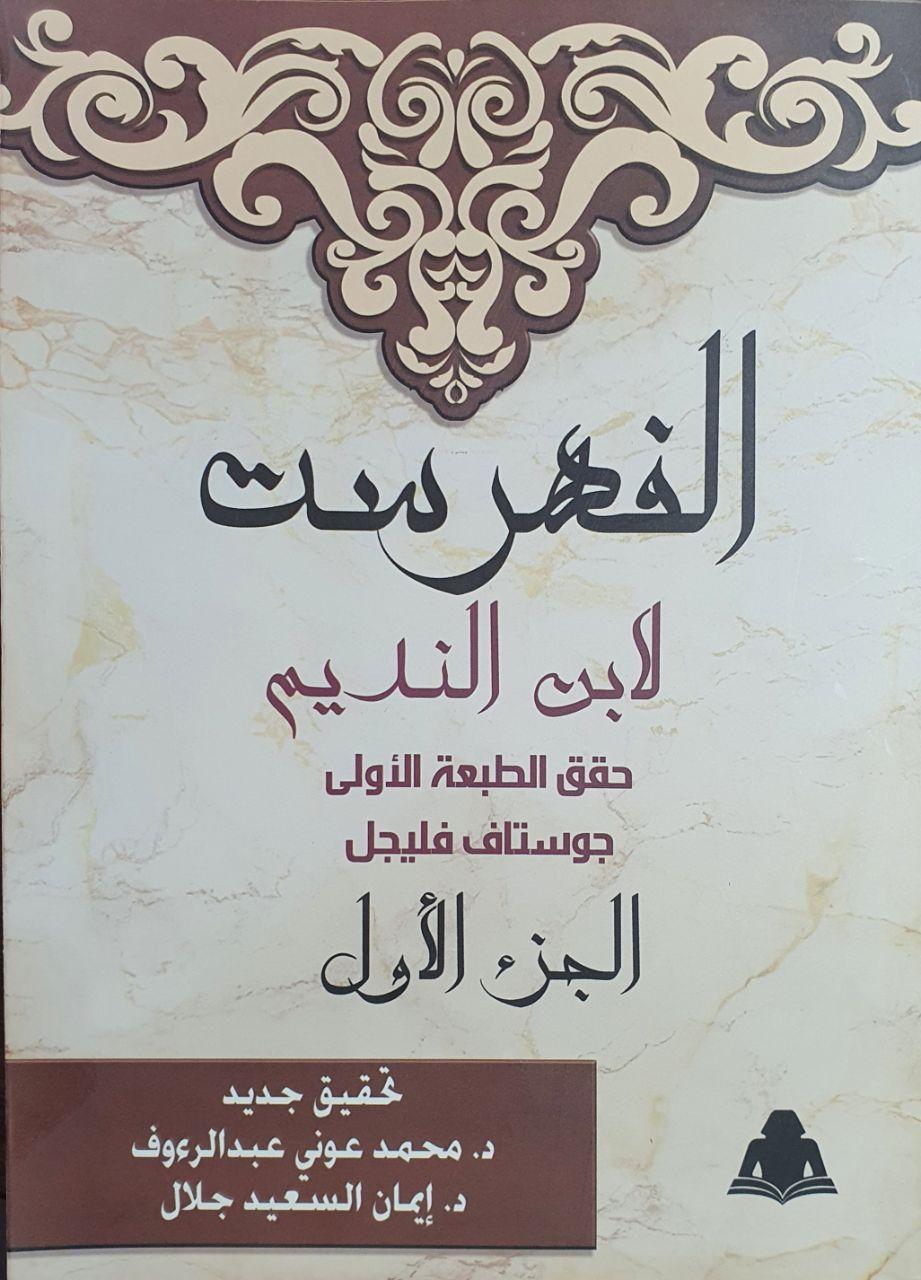 الفهرست
لابن النديم
حقق الطبعة الأولى
جوستاف فليجل
الجزء الأول
تحقيق جديد
د. محمد عوني عبدالرءوف
د. إيمان السعيد جلال